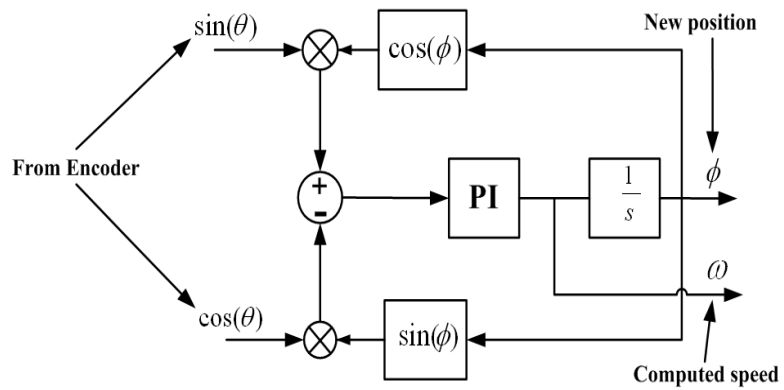 New position
sin(θ)
cos(ϕ)
From Encoder
+
-
PI
1
s
ϕ
ω
cos(θ)
sin(ϕ)
Computed speed